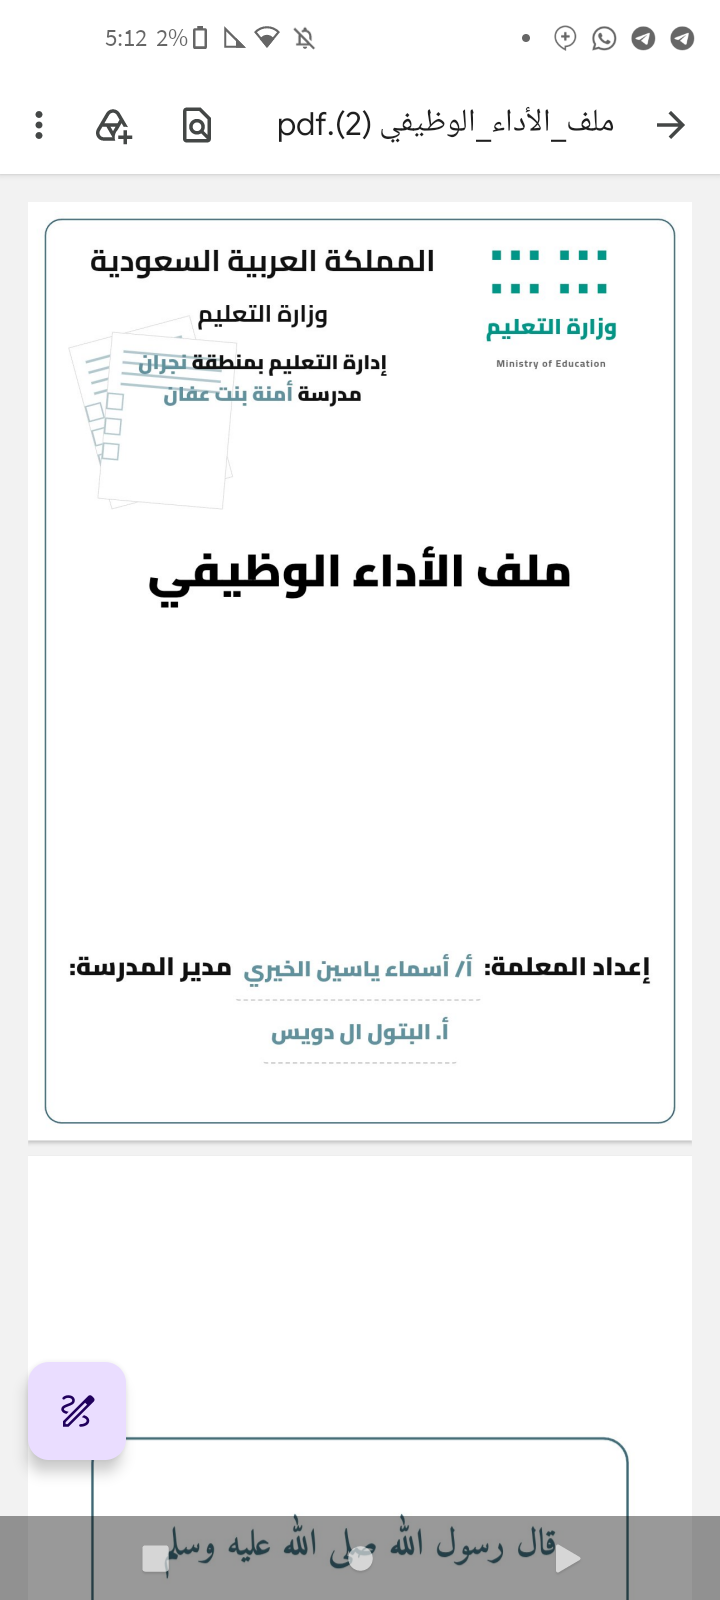 5:12 2%
ملف_الأداء_الوظيفي (2).pdf
المملكة العربية السعودية
وزارة التعليم
إدارة التعليم بمنطقة نجران
مدرسة أمنة بنت عفان
وزارة التعليم
Ministry of Education
ملف الأداء الوظيفي
إعداد المعلمة: أ/ أسماء ياسين الخيري مدير المدرسة:
أ. البتول ال دويس
قال رسول الله صلى الله عليه وسلم